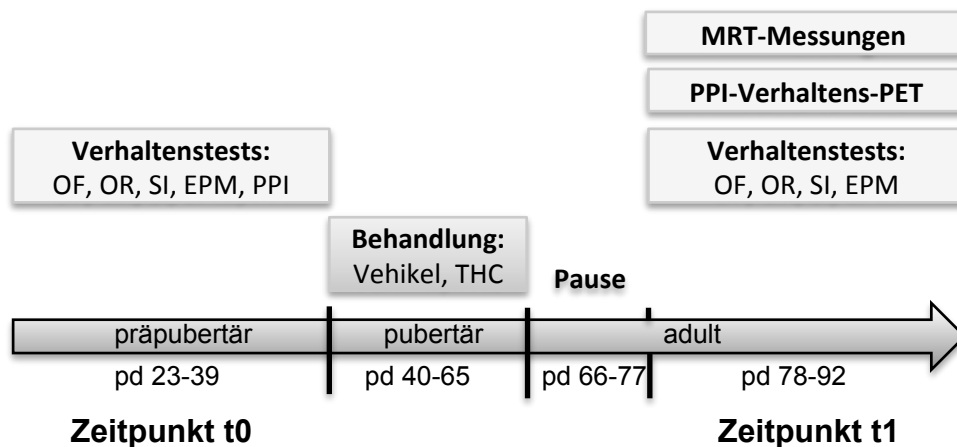 MRT-Messungen
PPI-Verhaltens-PET
Verhaltenstests:
OF, OR, SI, EPM, PPI
Verhaltenstests:
OF, OR, SI, EPM
Behandlung:
Vehikel, THC
Pause
präpubertär
pubertär
adult
pd 23-39
pd 40-65
pd 66-77
pd 78-92
Zeitpunkt t0
Zeitpunkt t1